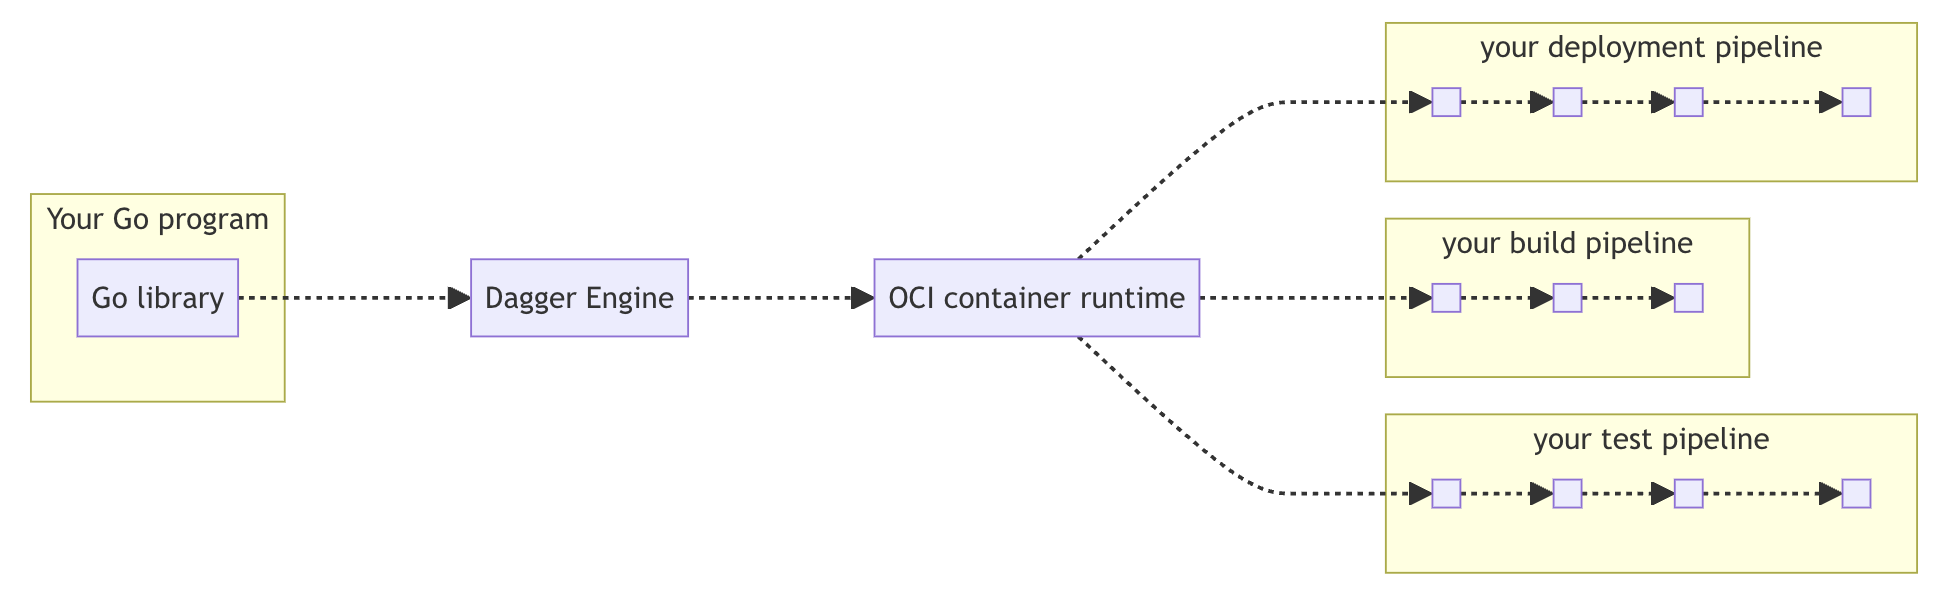 Your Go program
Go library
Dagger Engine
OCI container runtime
your deployment pipeline
your build pipeline
your test pipeline